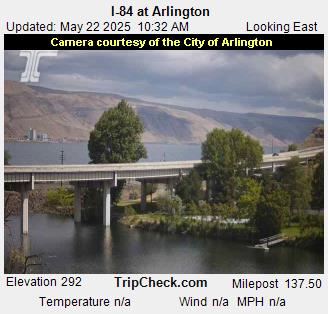 I-84 at Arlington
Updated: May 22 2025 10:32 AM Looking East
Camera courtesy of the City of Arlington
Elevation 292 TripCheck.com Milepost 137.50
Temperature n/a Wind n/a MPH n/a